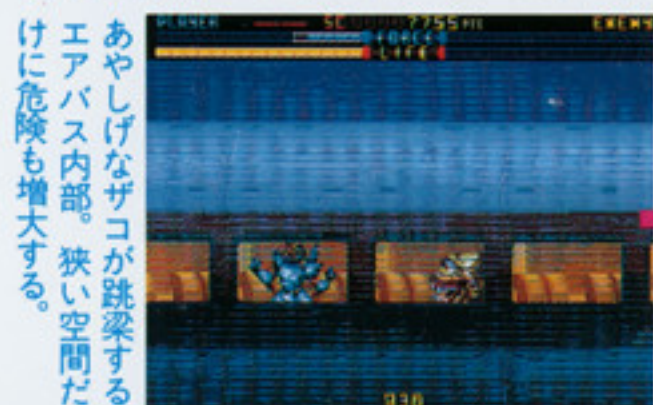 あやしげなザコが跳梁する
エアバス内部。狭い空間だ
けに危険も増大する。
PLAYER
7755
ENEMY
FORCE
LIFE